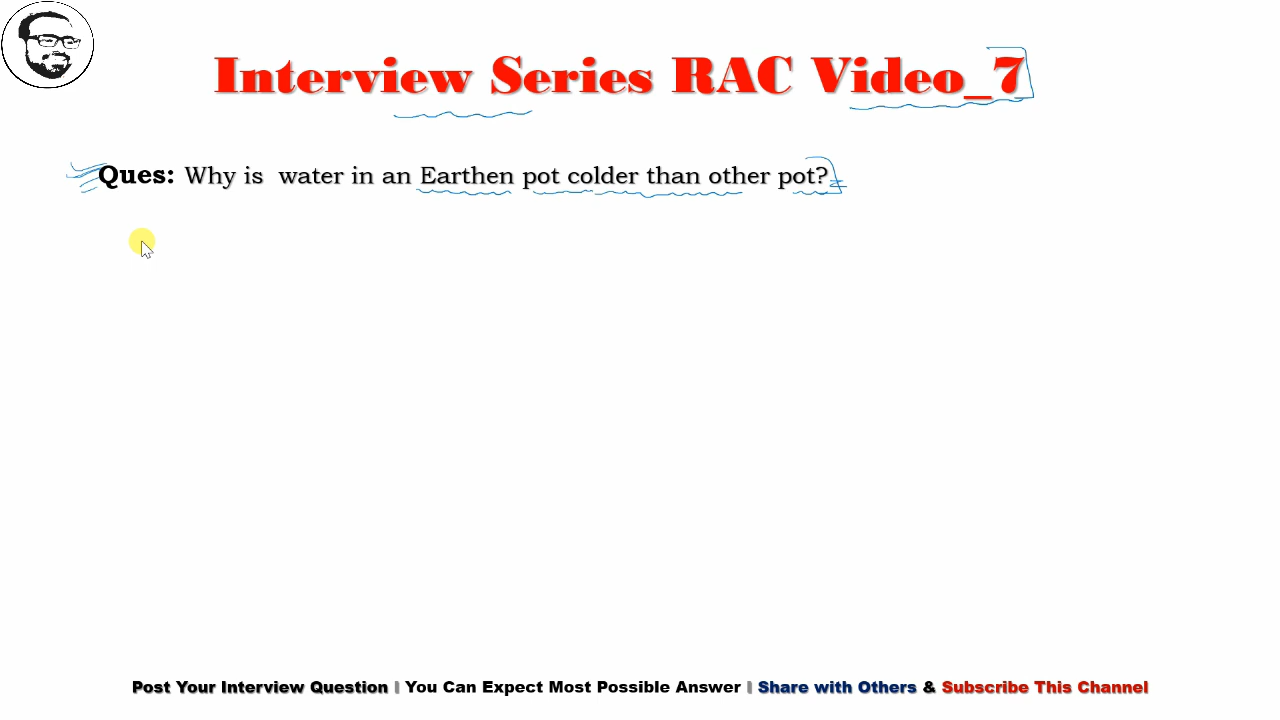 Interview Series RAC Video_7
Ques: Why is water in an Earthen pot colder than other pot?
Post Your Interview Question | You Can Expect Most Possible Answer | Share with Others & Subscribe This Channel